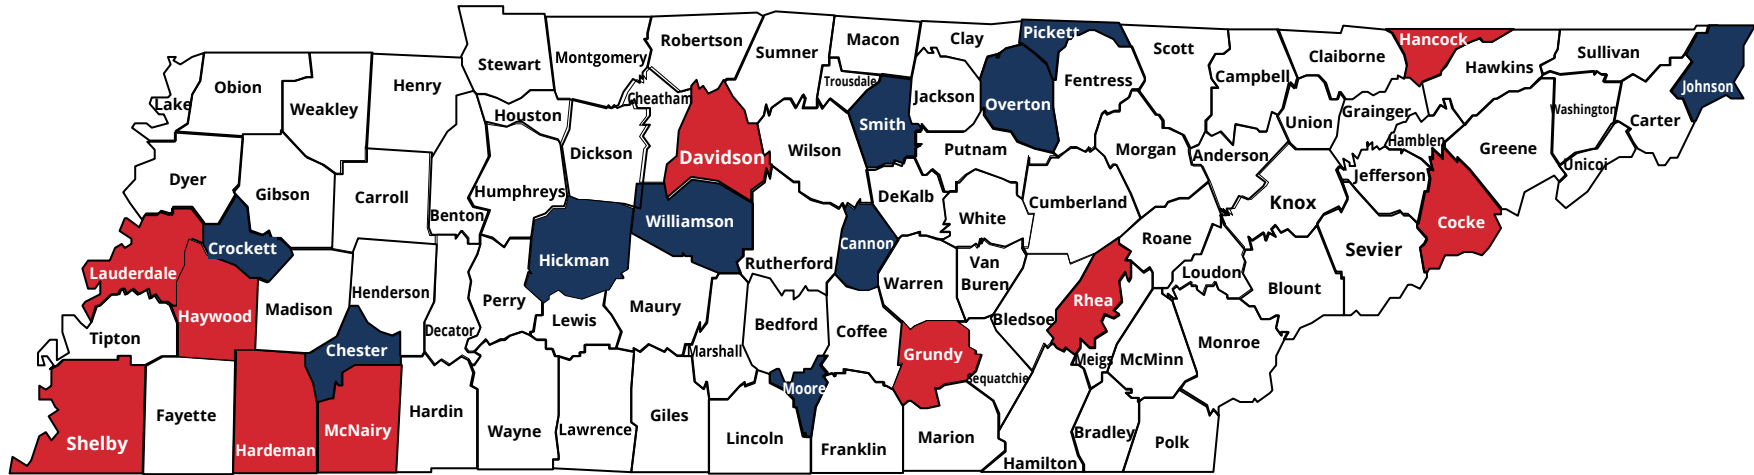 Pickett
Hancock
Clay
Macon
Robertson
Scott
Sumner
Sullivan
Montgomery
Claiborne
Stewart
Hawkins
Campbell
Fentress
Trousdale
Henry
Obion
Johnson
Jackson
Cheatham
Lake
Overton
Weakley
Washington
Grainger
Houston
Carter
Union
Smith
Hamblen
Greene
Putnam
Morgan
Wilson
Dickson
Anderson
Davidson
Unicoi
Jefferson
Dyer
Humphreys
Gibson
DeKalb
Carroll
Cumberland
Knox
Benton
White
Williamson
Cocke
Roane
Cannon
Crockett
Sevier
Hickman
Van
Buren
Rutherford
Loudon
Lauderdale
Warren
Blount
Henderson
Perry
Rhea
Maury
Madison
Haywood
Bledsoe
Lewis
Bedford
Coffee
Decator
Tipton
Monroe
Chester
Marshall
Grundy
Meigs
McMinn
Sequatchie
Moore
Hardin
Fayette
Giles
McNairy
Wayne
Lawrence
Bradley
Lincoln
Marion
Shelby
Polk
Franklin
Hardeman
Hamilton